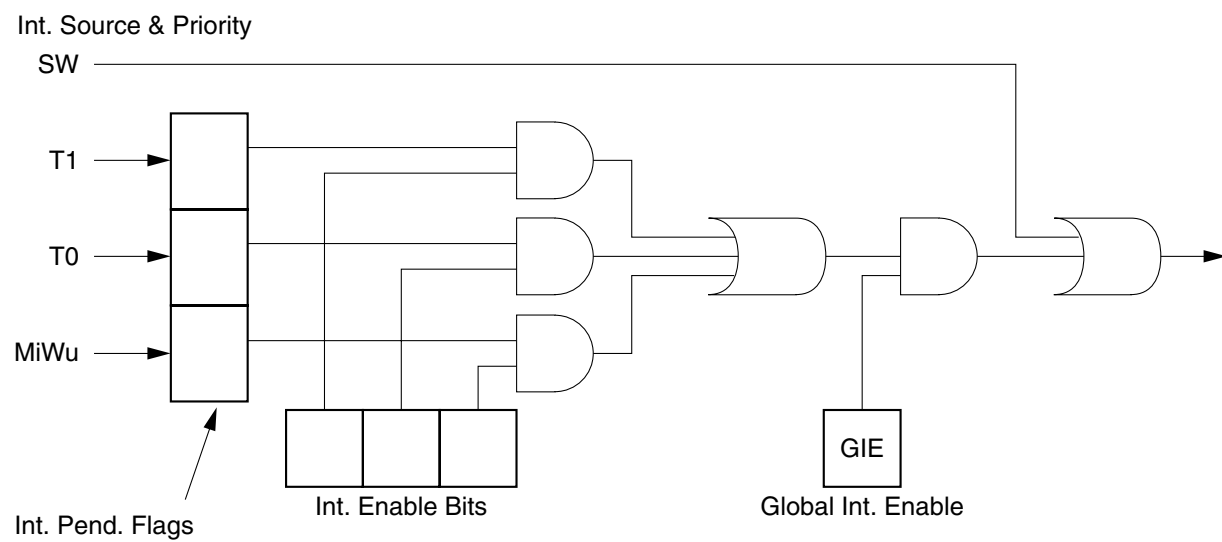 Int. Source & Priority
SW
T1
T0
MiWu
GIE
Int. Enable Bits
Global Int. Enable
Int. Pend. Flags